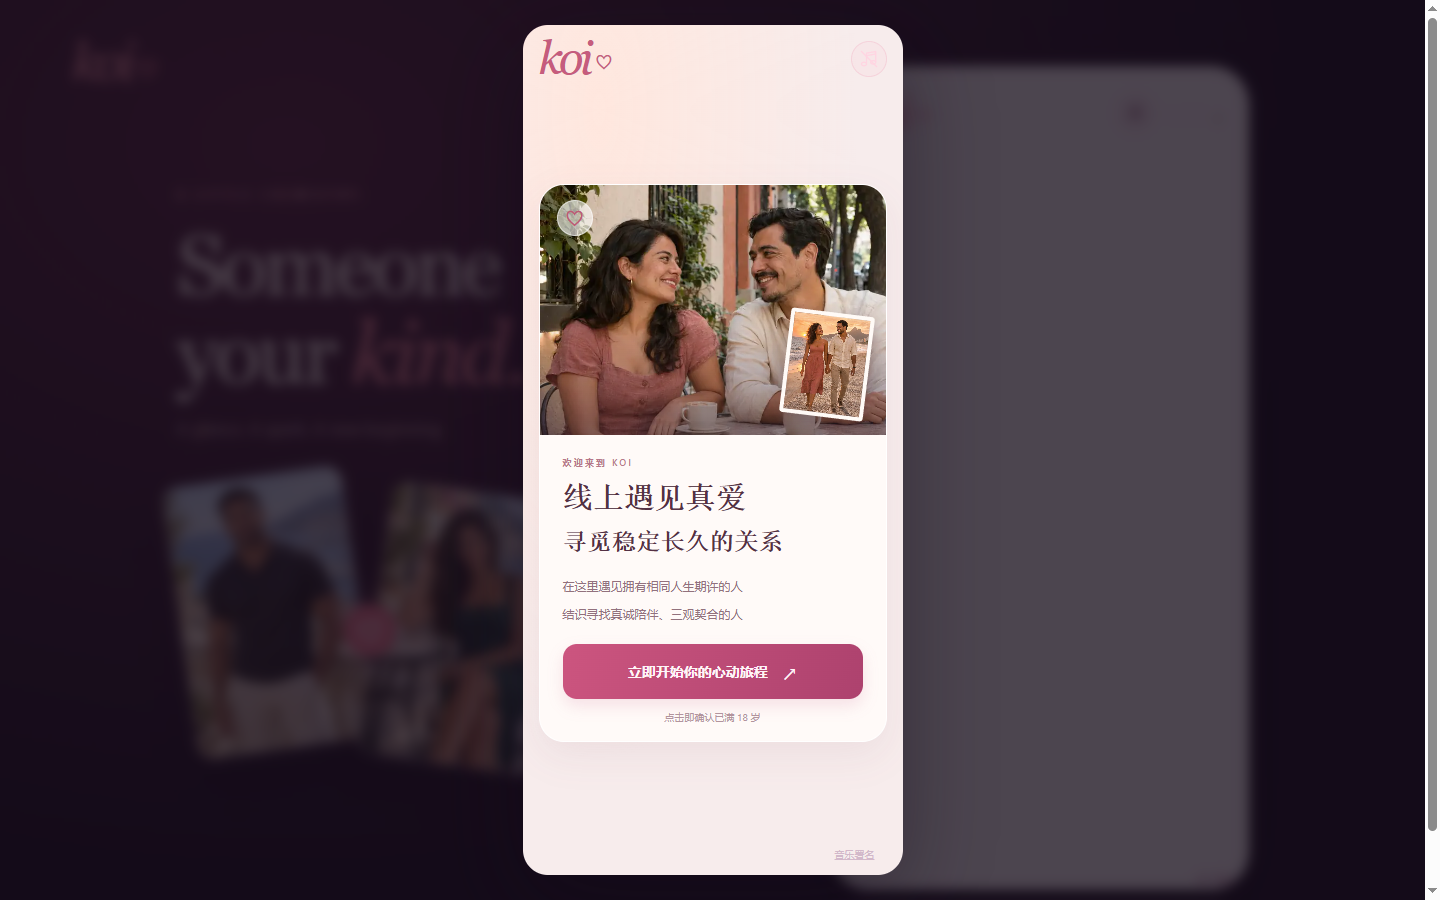 koi
Someone
your kind.
欢迎来到 KOI
线上遇见真爱
寻觅稳定长久的关系
在这里遇见拥有相同人生期许的人
结识寻找真诚陪伴、三观契合的人
立即开始你的心动旅程 ↗
点击即确认已满 18 岁
音乐署名